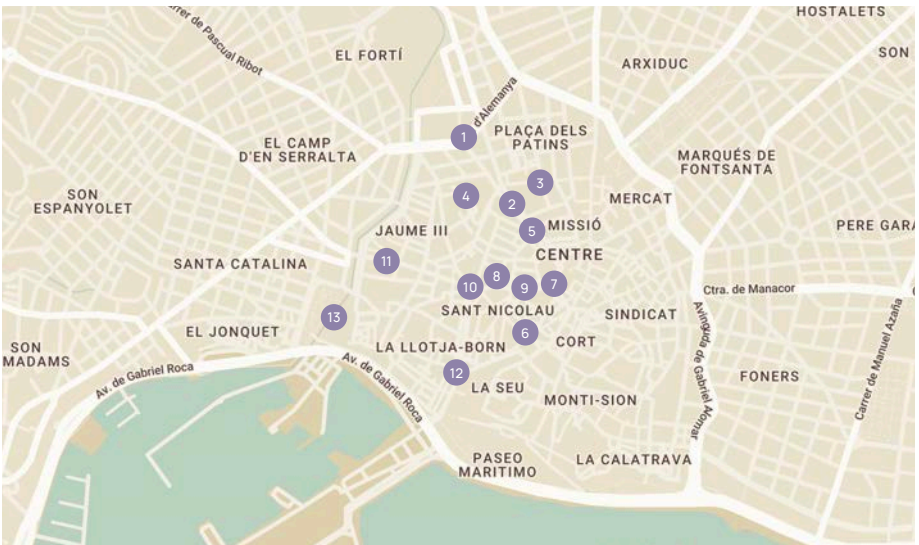 HOSTALETS
Carrer de Pascual Ribot
EL FORTÍ
ARXIDUC
SON
d'Alemanya
1
PLAÇA DELS
PATINS
EL CAMP
D'EN SERRALTA
MARQUÉS DE
FONTSANTA
3
SON
ESPANYOLET
4
2
MERCAT
JAUME III
5
MISSIÓ
PERE GARA
CENTRE
SANTA CATALINA
11
8
10
9
7
Ctra. de Manacor
SANT NICOLAU
SINDICAT
13
EL JONQUET
6
CORT
SON
MADAMS
LA LLOTJA-BORN
Av. de Gabriel Roca
Av. de Gabriel Roca
12
LA SEU
FONERS
Avinguda de Gabriel Alomar
Carrer de Manuel Azaña
MONTI-SION
PASEO
MARITIMO
LA CALATRAVA